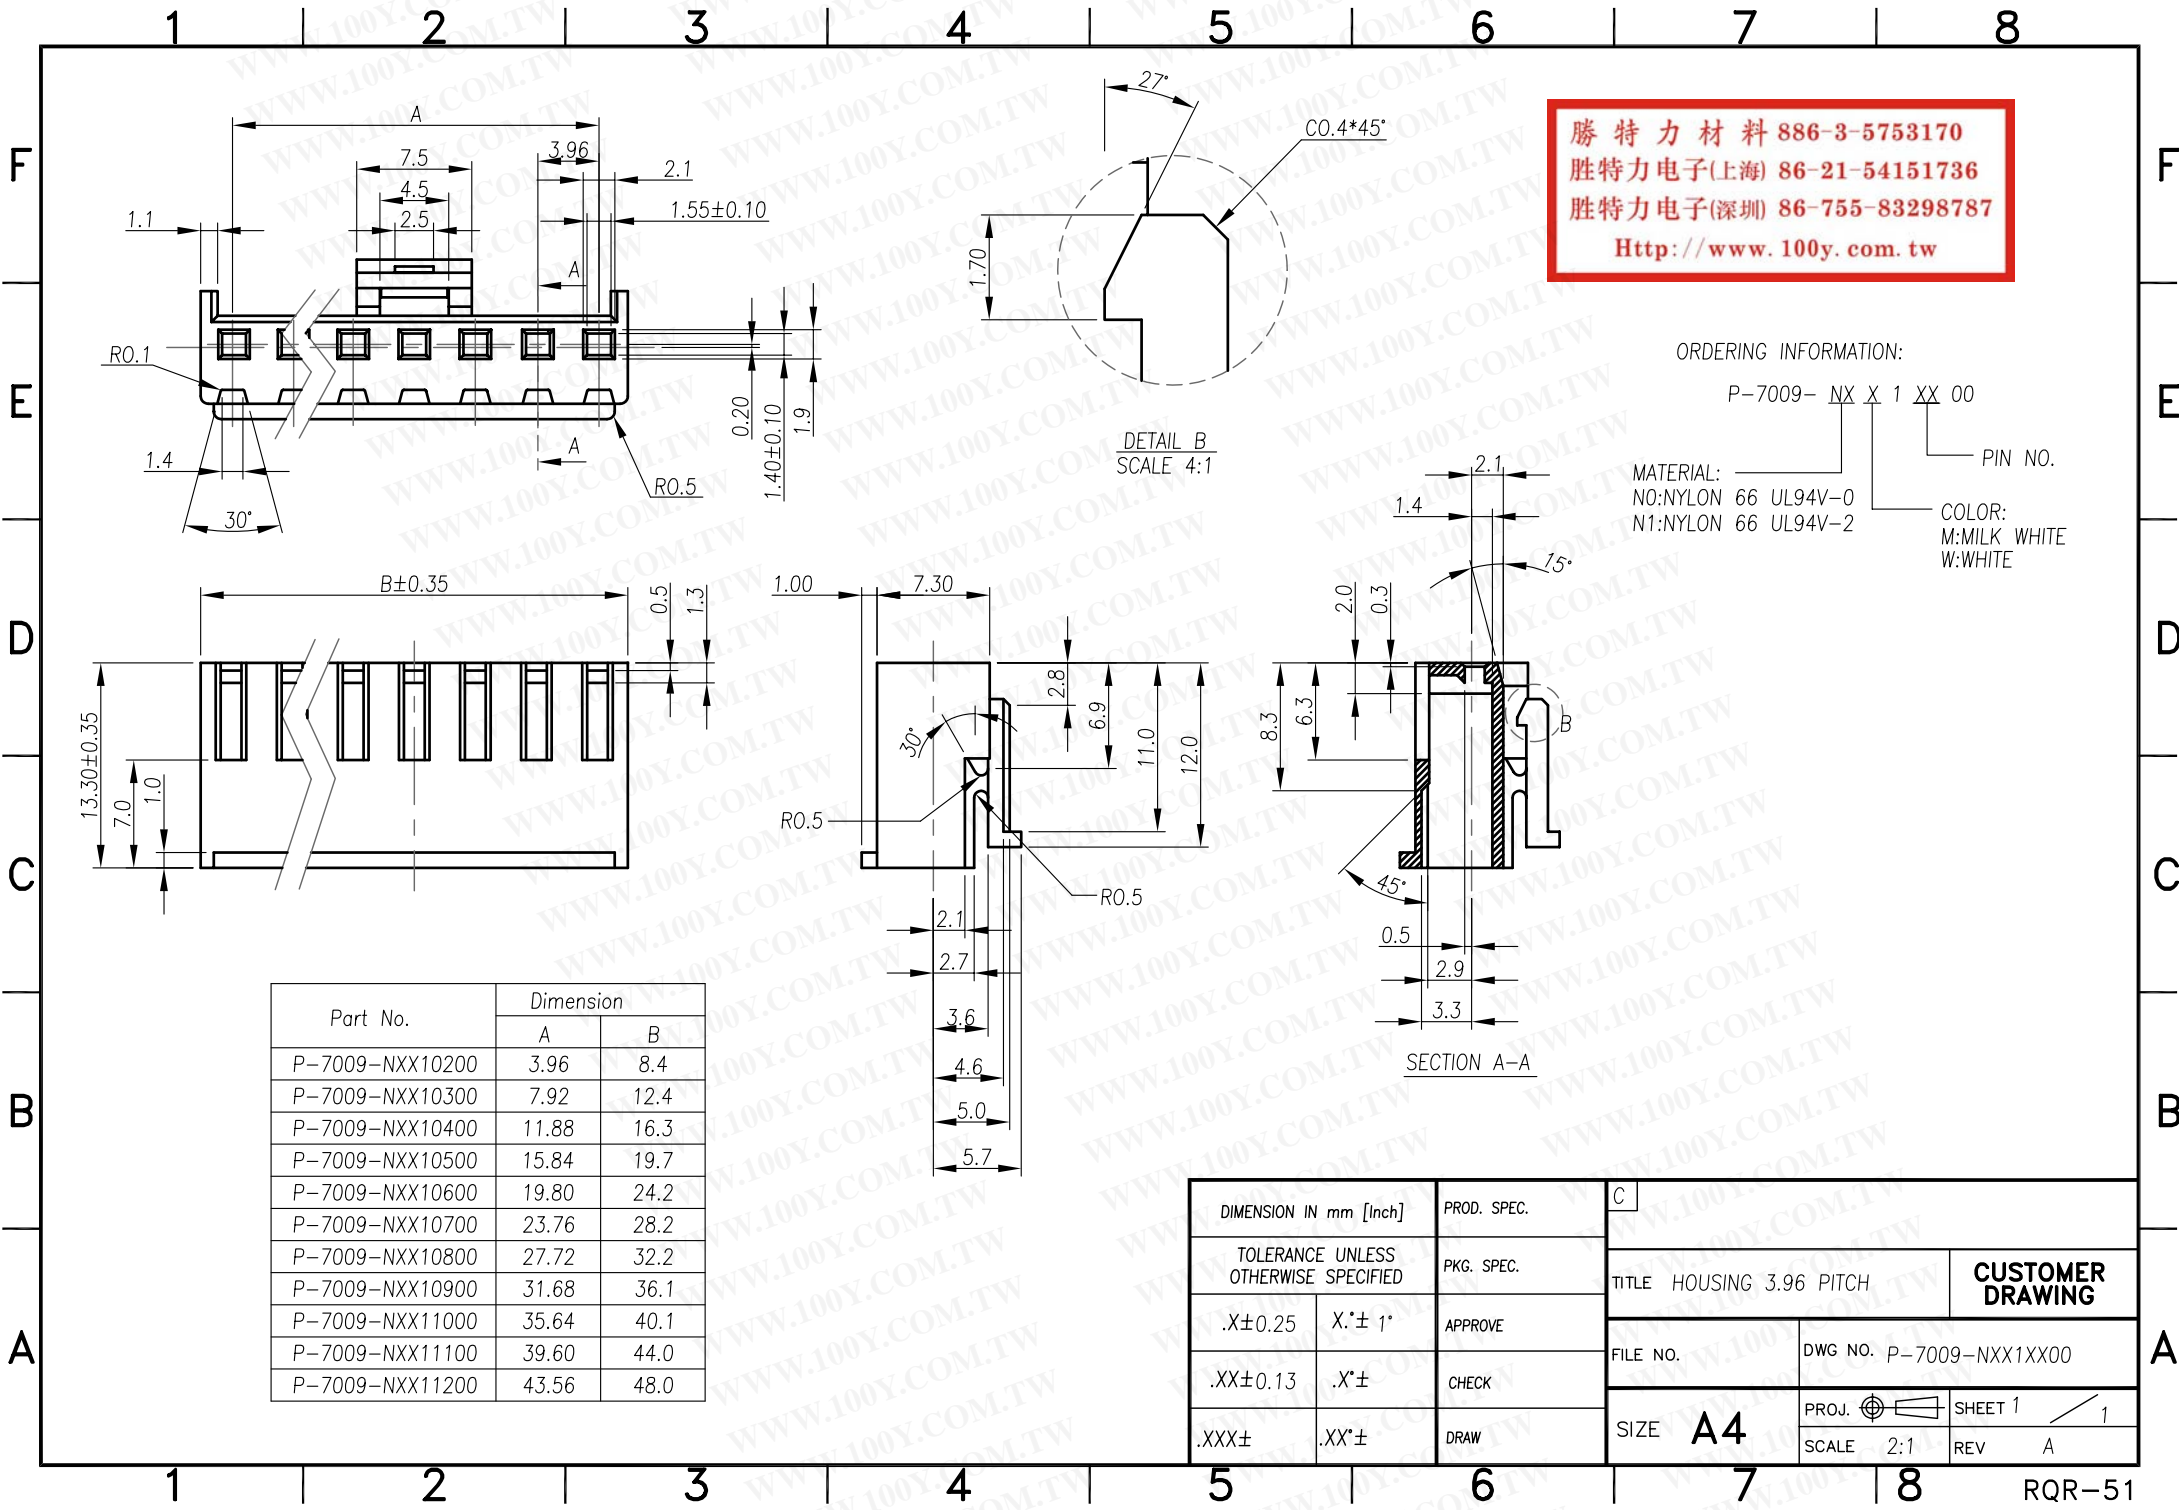 1 2 3 4 5 6 7 8
F
E
D
C
B
A
F
E
D
C
B
A
A
7.5
3.96
2.1
4.5
1.55±0.10
1.1
2.5
A
R0.1
0.20
1.40±0.10
1.9
1.4
A
R0.5
30°
27°
C0.4*45°
1.70
DETAIL B
SCALE 4:1
勝特力材料 886-3-5753170
胜特力电子(上海) 86-21-54151736
胜特力电子(深圳) 86-755-83298787
Http://www.100y.com.tw
ORDERING INFORMATION:
P-7009- NX X 1 XX 00
PIN NO.
MATERIAL:
N0:NYLON 66 UL94V-0
N1:NYLON 66 UL94V-2
COLOR:
M:MILK WHITE
W:WHITE
B±0.35
0.5
1.3
13.30±0.35
7.0
1.0
1.00
7.30
2.8
6.9
11.0
12.0
30°
R0.5
R0.5
2.1
2.7
3.6
4.6
5.0
5.7
2.1
1.4
15°
2.0
0.3
8.3
6.3
B
45°
0.5
2.9
3.3
SECTION A-A
Part No. Dimension
A B
P-7009-NXX10200 3.96 8.4
P-7009-NXX10300 7.92 12.4
P-7009-NXX10400 11.88 16.3
P-7009-NXX10500 15.84 19.7
P-7009-NXX10600 19.80 24.2
P-7009-NXX10700 23.76 28.2
P-7009-NXX10800 27.72 32.2
P-7009-NXX10900 31.68 36.1
P-7009-NXX11000 35.64 40.1
P-7009-NXX11100 39.60 44.0
P-7009-NXX11200 43.56 48.0
DIMENSION IN mm [Inch]
TOLERANCE UNLESS
OTHERWISE SPECIFIED
.X±0.25 X.°± 1°
.XX±0.13 .X°±
.XXX± .XX°±
PROD. SPEC.
PKG. SPEC.
APPROVE
CHECK
DRAW
C
TITLE HOUSING 3.96 PITCH
CUSTOMER
DRAWING
FILE NO.
DWG NO. P-7009-NXX1XX00
SIZE A4
PROJ.
SHEET 1 / 1
SCALE 2:1
REV A
1 2 3 4 5 6 7 8
RQR-51
WWW.100Y.COM.TW